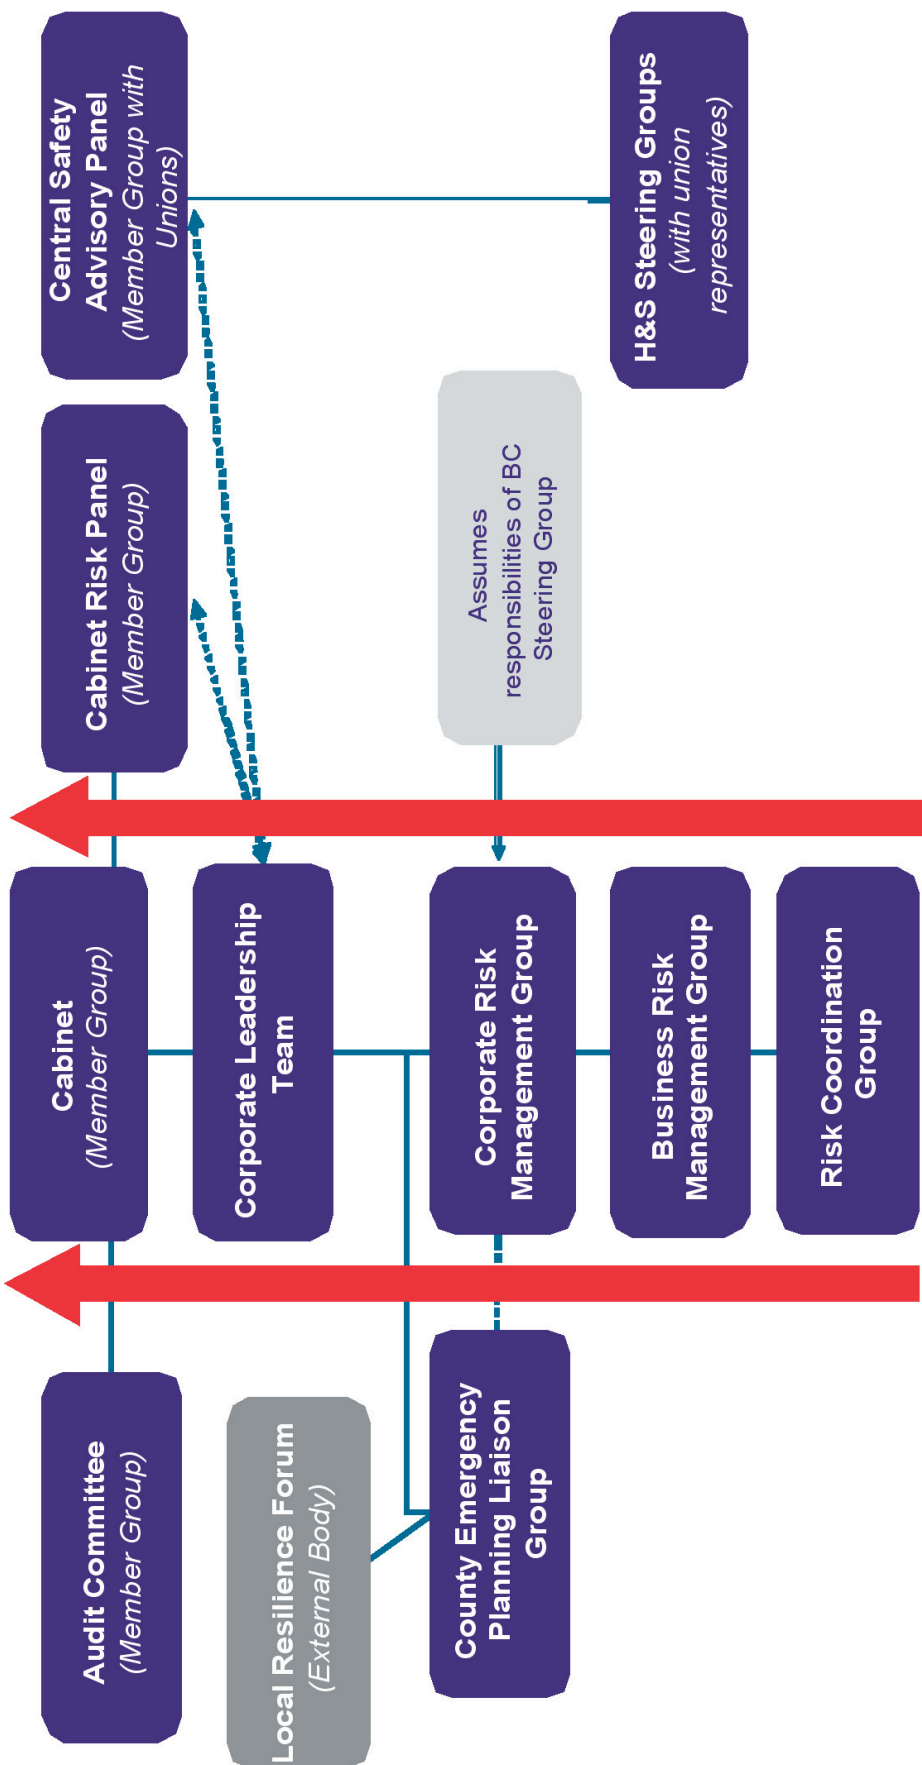 Audit Committee
(Member Group)
Cabinet
(Member Group)
Cabinet Risk Panel
(Member Group)
Central Safety
Advisory Panel
(Member Group with
Unions)
Local Resilience Forum
(External Body)
Corporate Leadership
Team
County Emergency
Planning Liaison
Group
Corporate Risk
Management Group
Assumes
responsibilities of BC
Steering Group
Business Risk
Management Group
H&S Steering Groups
(with union
representatives)
Risk Coordination
Group